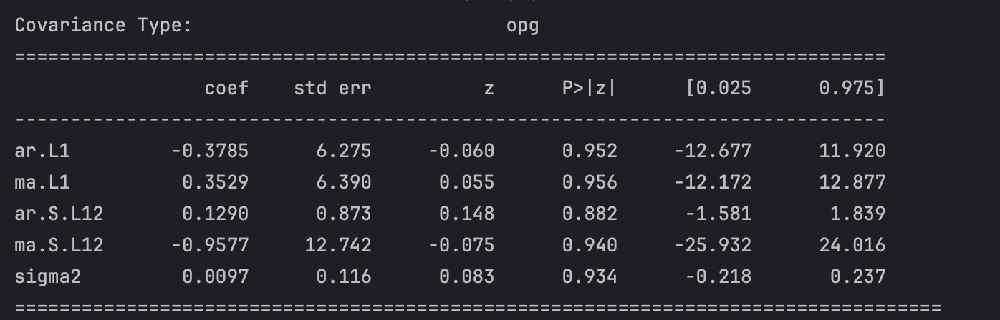 Covariance Type:                            opg
==============================================================================
                 coef    std err          z      P>|z|      [0.025      0.975]
------------------------------------------------------------------------------
ar.L1         -0.3785      6.275     -0.060      0.952     -12.677      11.920
ma.L1          0.3529      6.390      0.055      0.956     -12.172      12.877
ar.S.L12       0.1290      0.873      0.148      0.882      -1.581       1.839
ma.S.L12      -0.9577     12.742     -0.075      0.940     -25.932      24.016
sigma2         0.0097      0.116      0.083      0.934      -0.218       0.237
===================================================================================